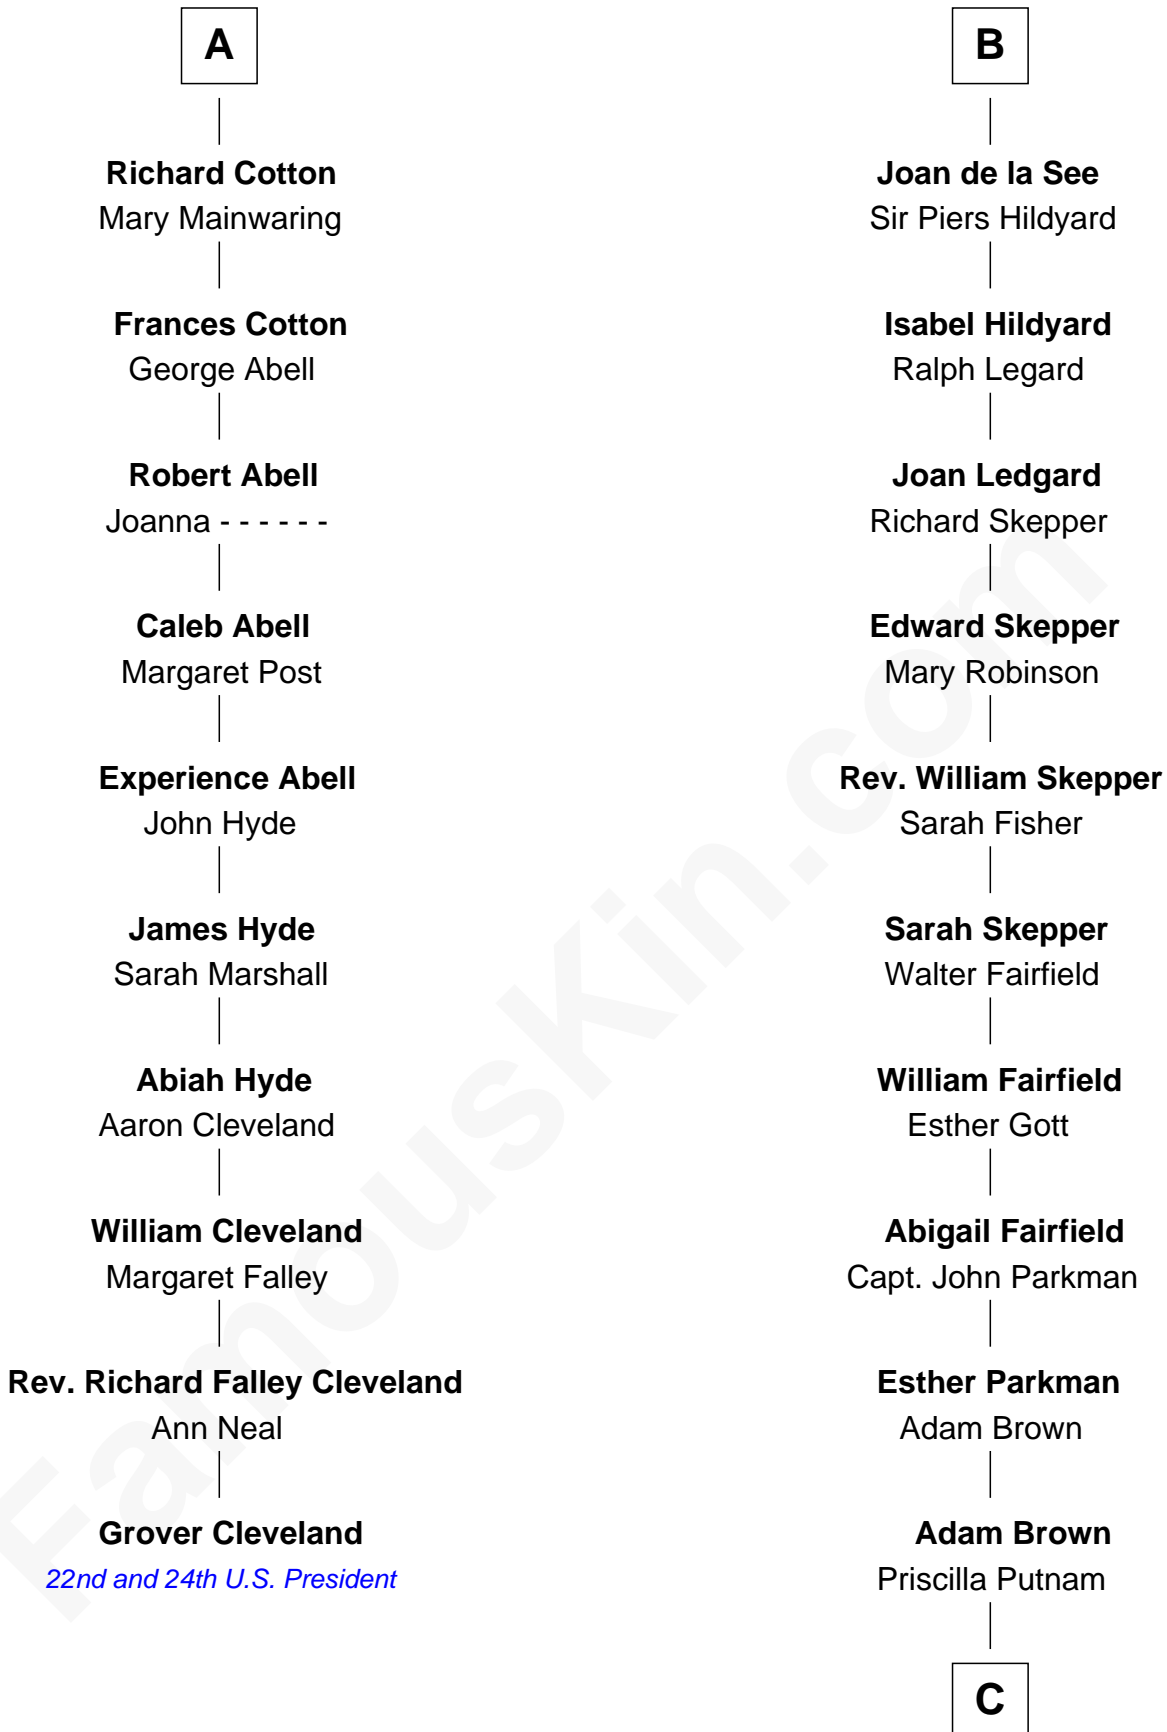 A
Richard Cotton
Mary Mainwaring
Frances Cotton
George Abell
Robert Abell
Joanna - - - - - -
Caleb Abell
Margaret Post
Experience Abell
John Hyde
James Hyde
Sarah Marshall
Abiah Hyde
Aaron Cleveland
William Cleveland
Margaret Falley
Rev. Richard Falley Cleveland
Ann Neal
Grover Cleveland
22nd and 24th U.S. President
B
Joan de la See
Sir Piers Hildyard
Isabel Hildyard
Ralph Legard
Joan Ledgard
Richard Skepper
Edward Skepper
Mary Robinson
Rev. William Skepper
Sarah Fisher
Sarah Skepper
Walter Fairfield
William Fairfield
Esther Gott
Abigail Fairfield
Capt. John Parkman
Esther Parkman
Adam Brown
Adam Brown
Priscilla Putnam
C
FamousKin.com